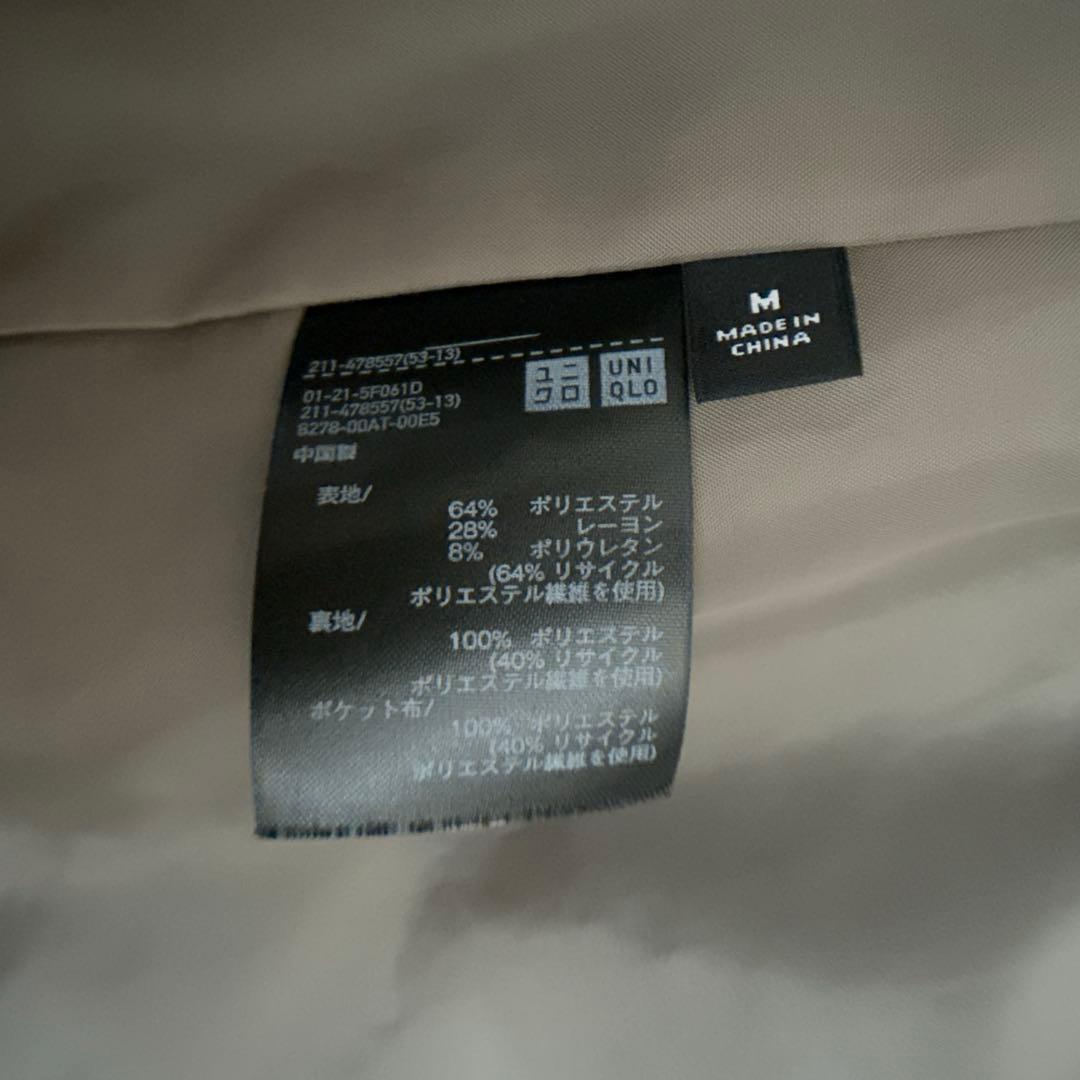 211-478557(53-13)
01-21-5F061D
211-478557(53-13)
8278-00AT-00E5
中国製
ユニ
クロ
UNI
QLO
表地/
64% ポリエステル
28% レーヨン
8% ポリウレタン
(64% リサイクル
ポリエステル繊維を使用)
裏地/
100% ポリエステル
(40% リサイクル
ポリエステル繊維を使用)
ポケット布/
100% ポリエステル
(40% リサイクル
ポリエステル繊維を使用)
M
MADE IN
CHINA